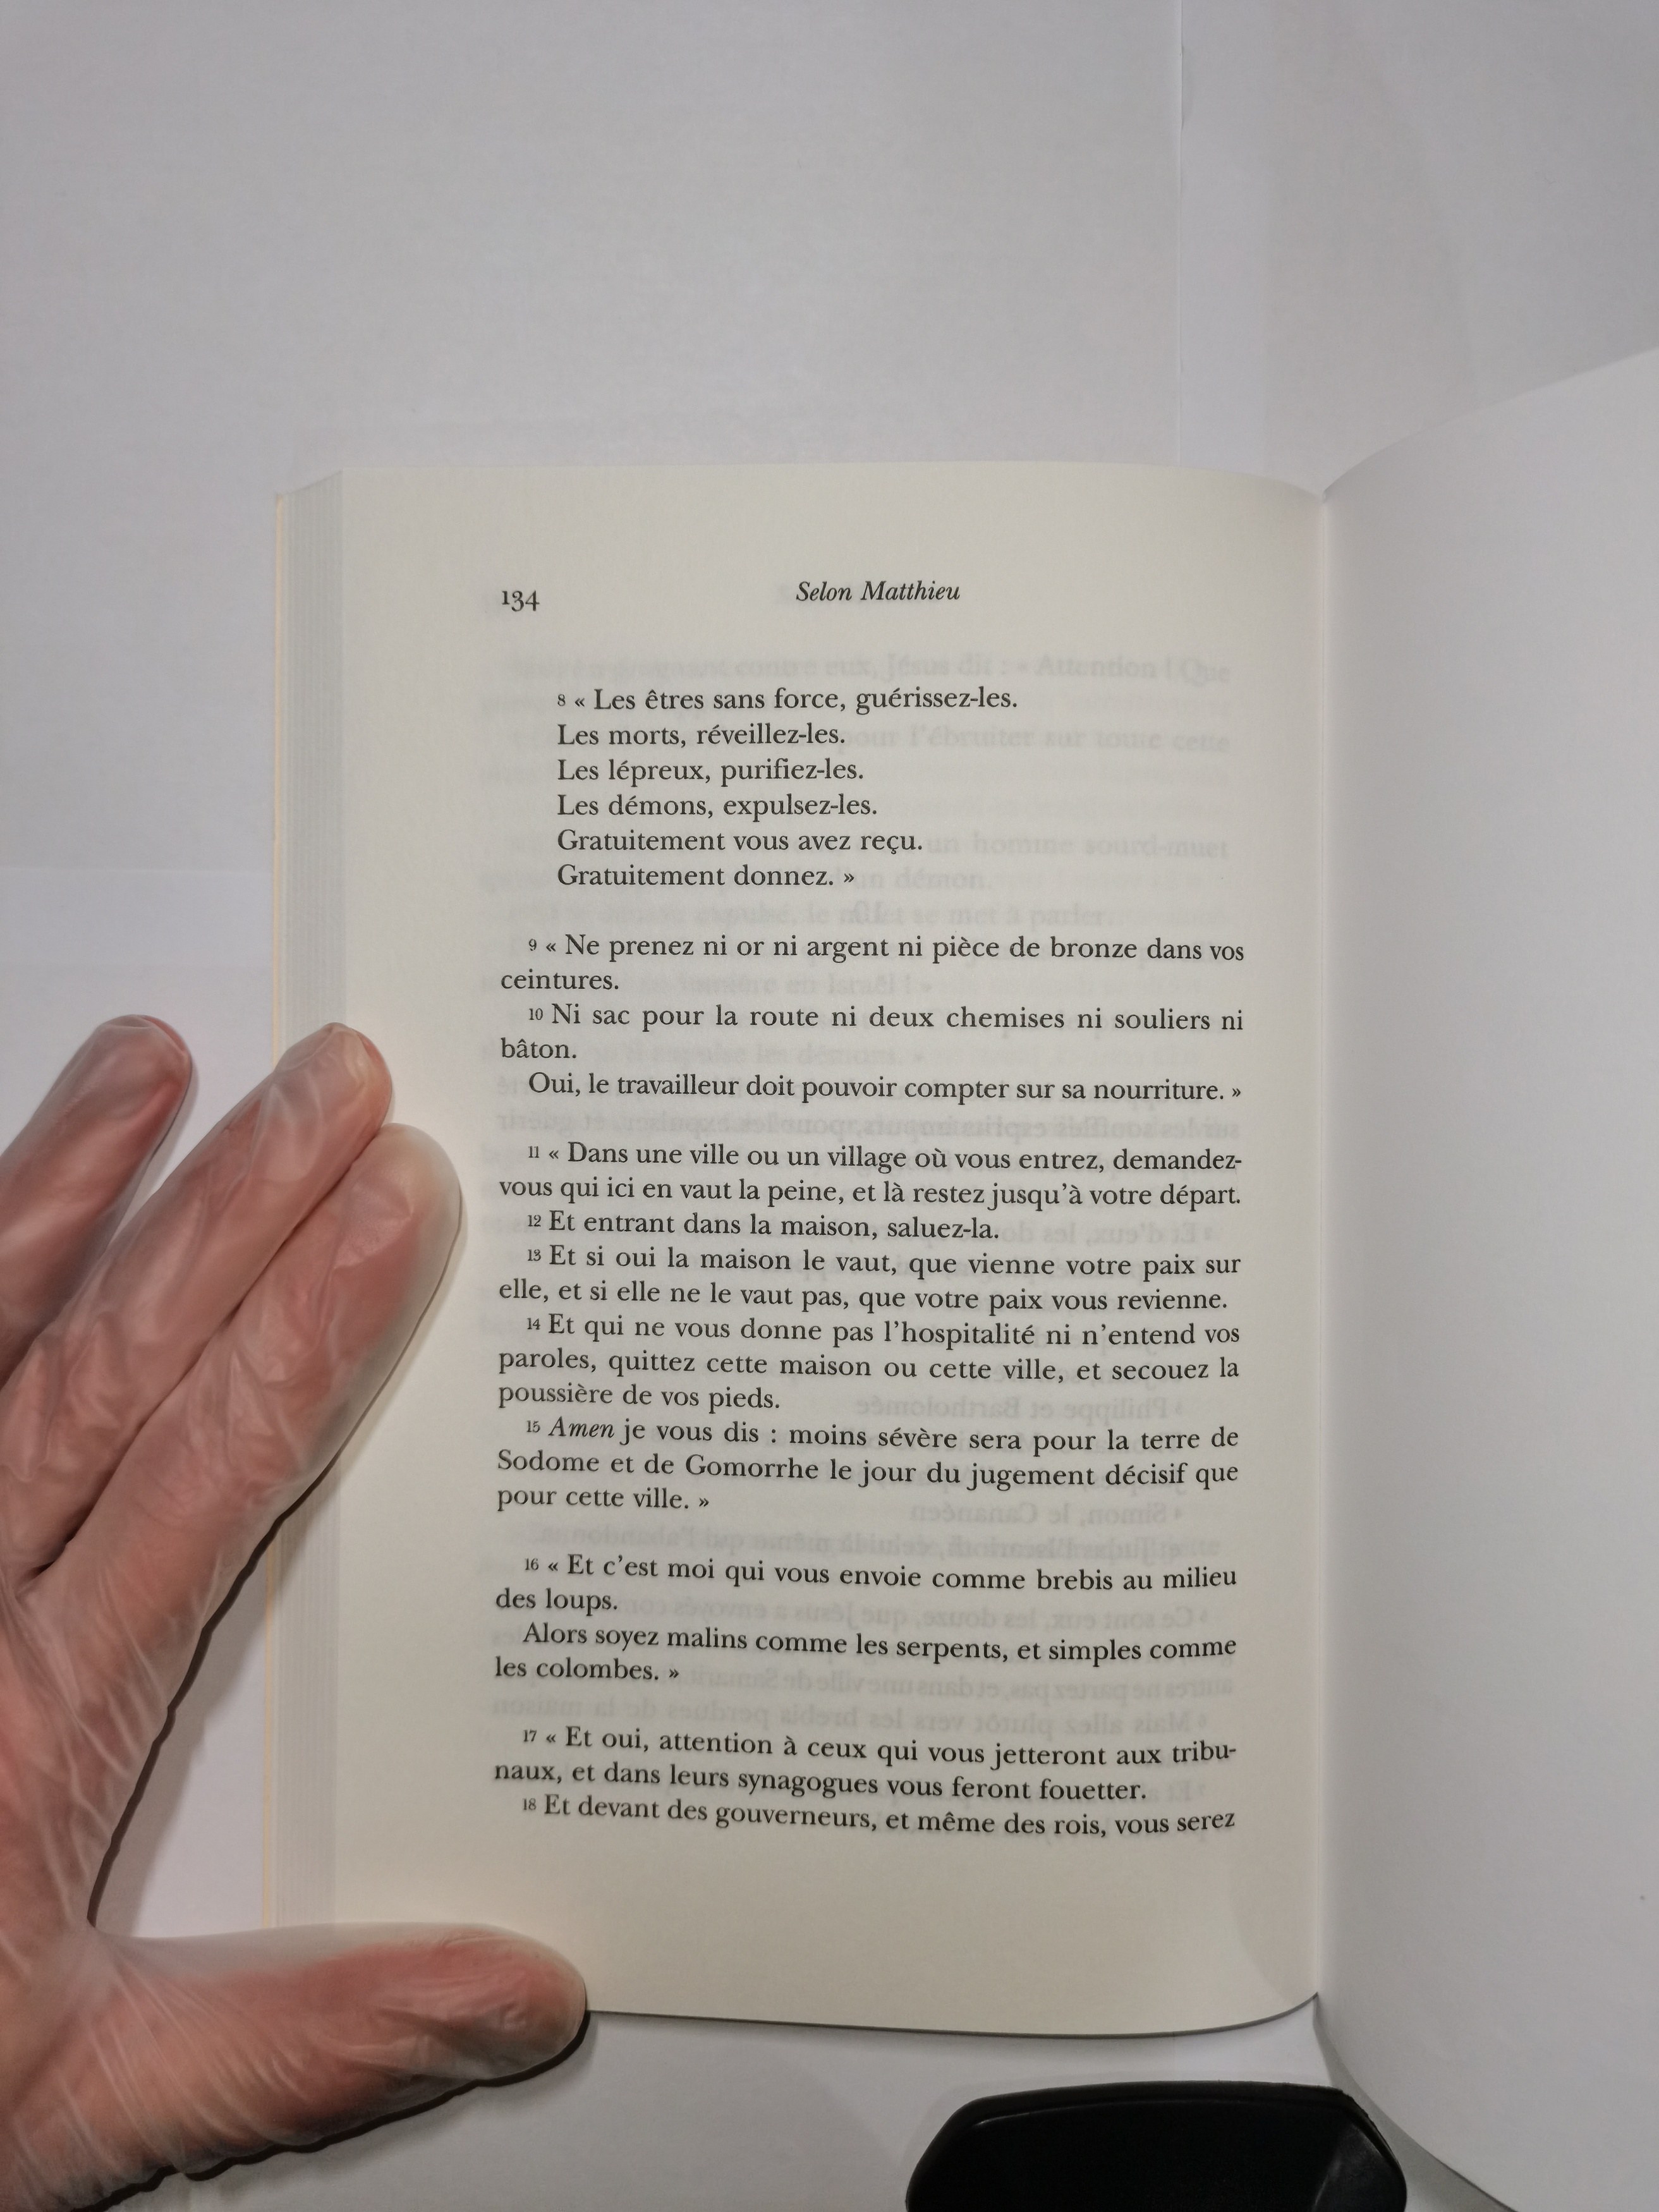 134
Selon Matthieu
8 « Les êtres sans force, guérissez-les.
Les morts, réveillez-les.
Les lépreux, purifiez-les.
Les démons, expulsez-les.
Gratuitement vous avez reçu.
Gratuitement donnez. »
9 « Ne prenez ni or ni argent ni pièce de bronze dans vos
ceintures.
10 Ni sac pour la route ni deux chemises ni souliers ni
bâton.
Oui, le travailleur doit pouvoir compter sur sa nourriture. »
11 « Dans une ville ou un village où vous entrez, demandez-
vous qui ici en vaut la peine, et là restez jusqu'à votre départ.
12 Et entrant dans la maison, saluez-la.
13 Et si oui la maison le vaut, que vienne votre paix sur
elle, et si elle ne le vaut pas, que votre paix vous revienne.
14 Et qui ne vous donne pas l'hospitalité ni n'entend vos
paroles, quittez cette maison ou cette ville, et secouez la
poussière de vos pieds.
15 Amen je vous dis : moins sévère sera pour la terre de
Sodome et de Gomorrhe le jour du jugement décisif que
pour cette ville. »
16 « Et c'est moi qui vous envoie comme brebis au milieu
des loups.
Alors soyez malins comme les serpents, et simples comme
les colombes. »
17 « Et oui, attention à ceux qui vous jetteront aux tribu-
naux, et dans leurs synagogues vous feront fouetter.
18 Et devant des gouverneurs, et même des rois, vous serez